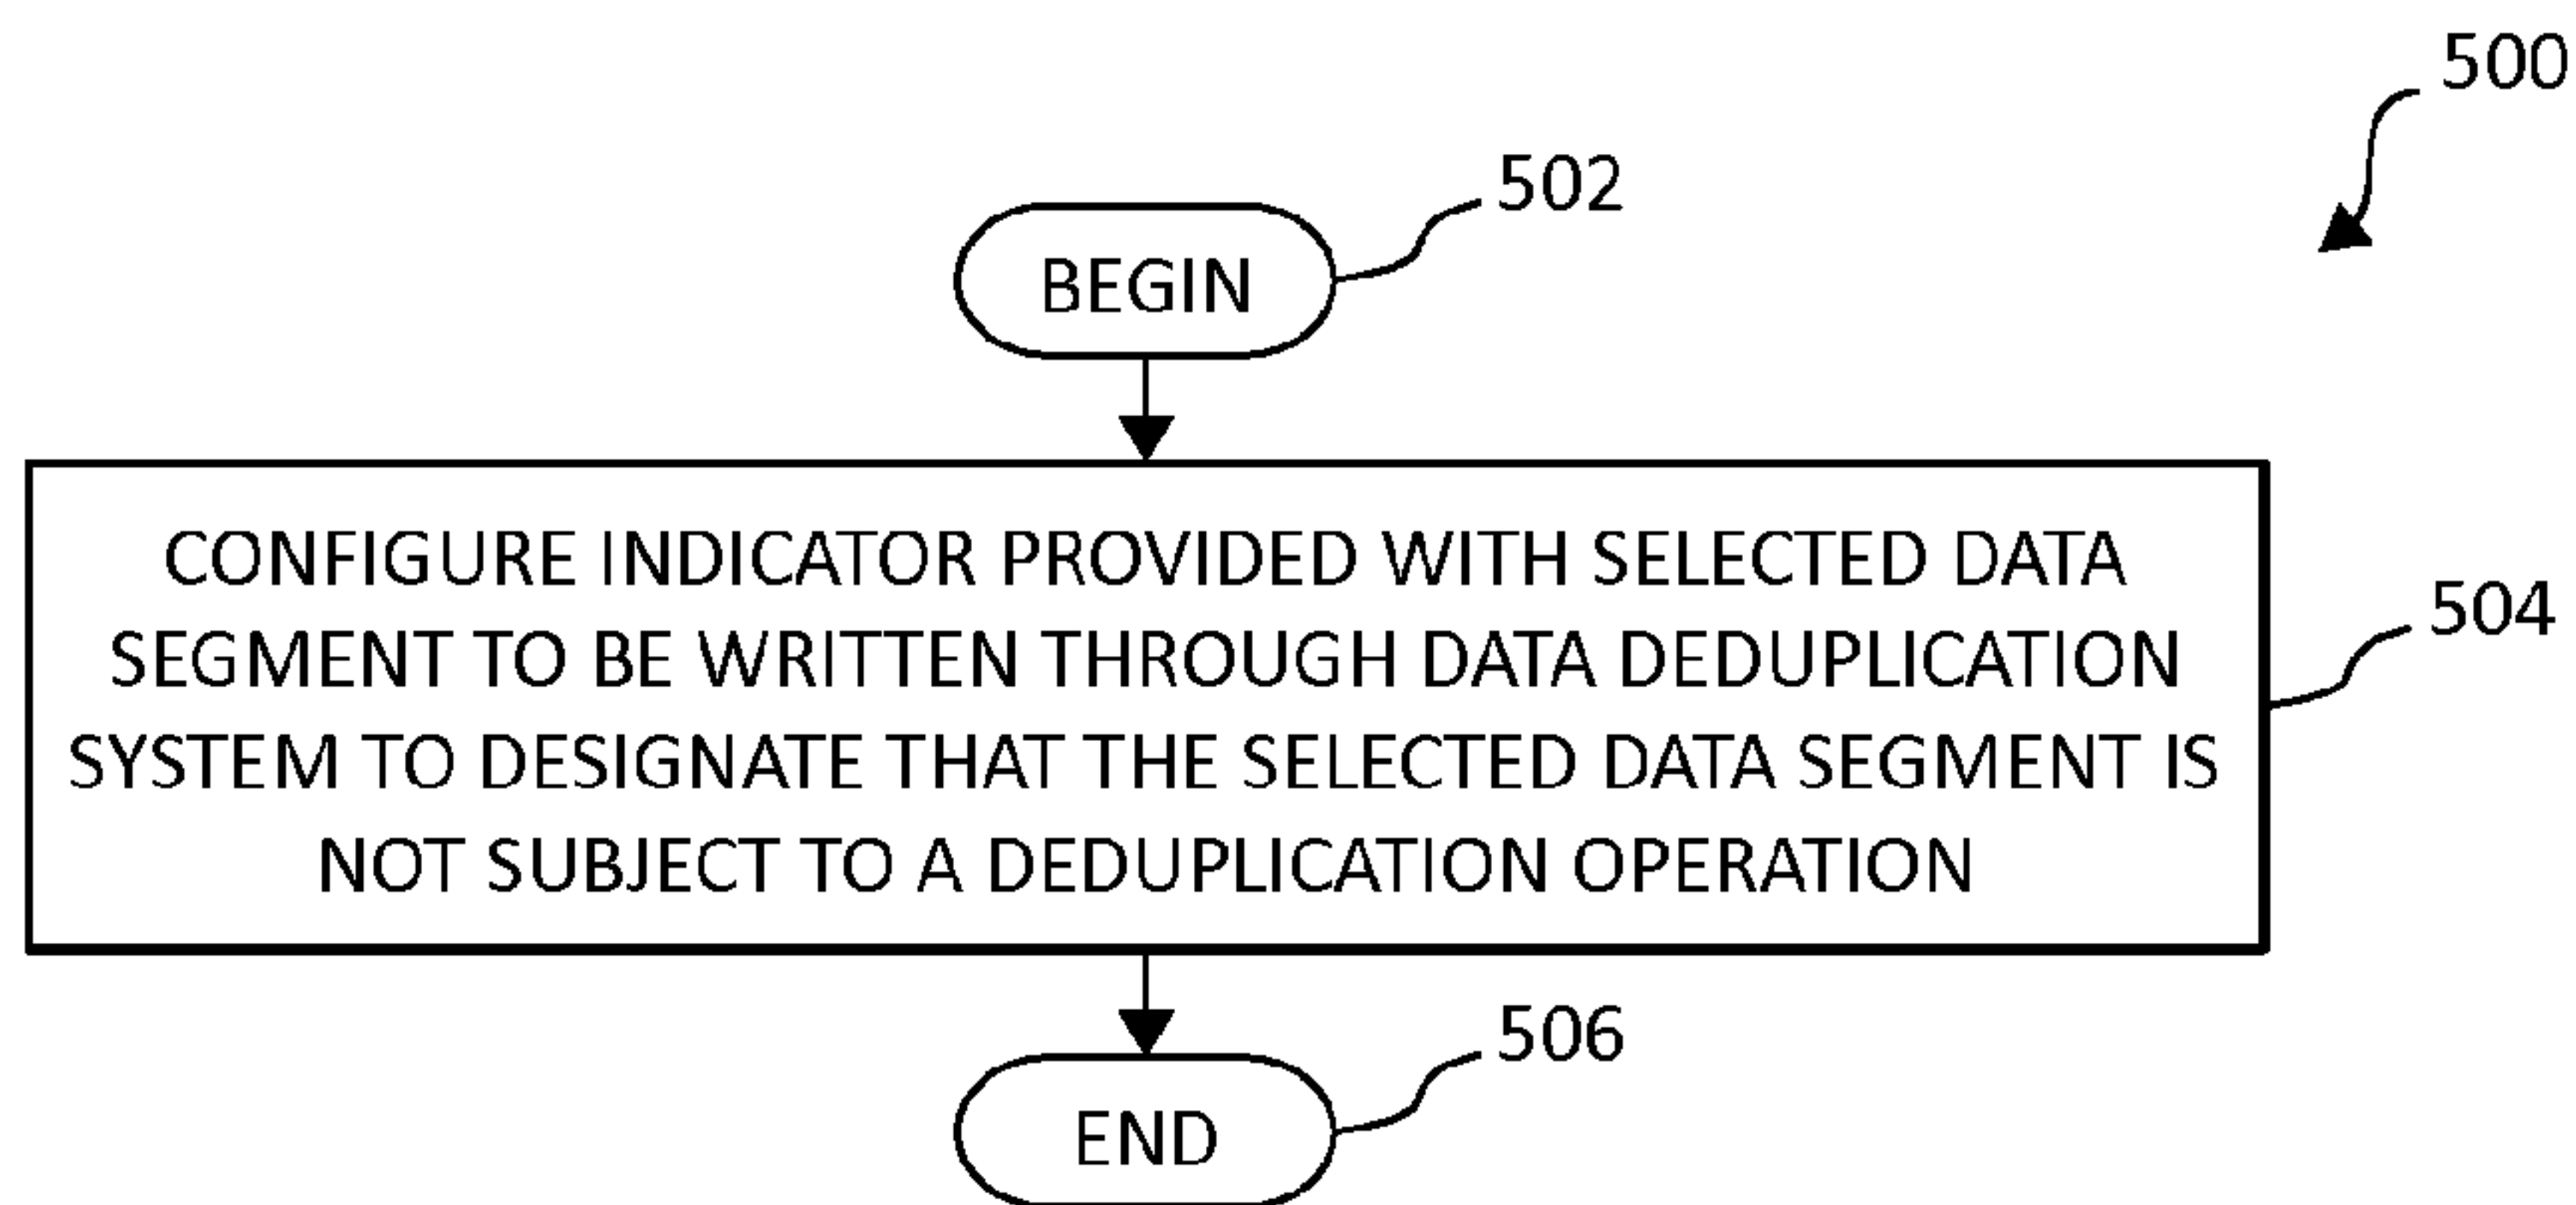 500
502
BEGIN
CONFIGURE INDICATOR PROVIDED WITH SELECTED DATA
SEGMENT TO BE WRITTEN THROUGH DATA DEDUPLICATION
SYSTEM TO DESIGNATE THAT THE SELECTED DATA SEGMENT IS
NOT SUBJECT TO A DEDUPLICATION OPERATION
504
506
END